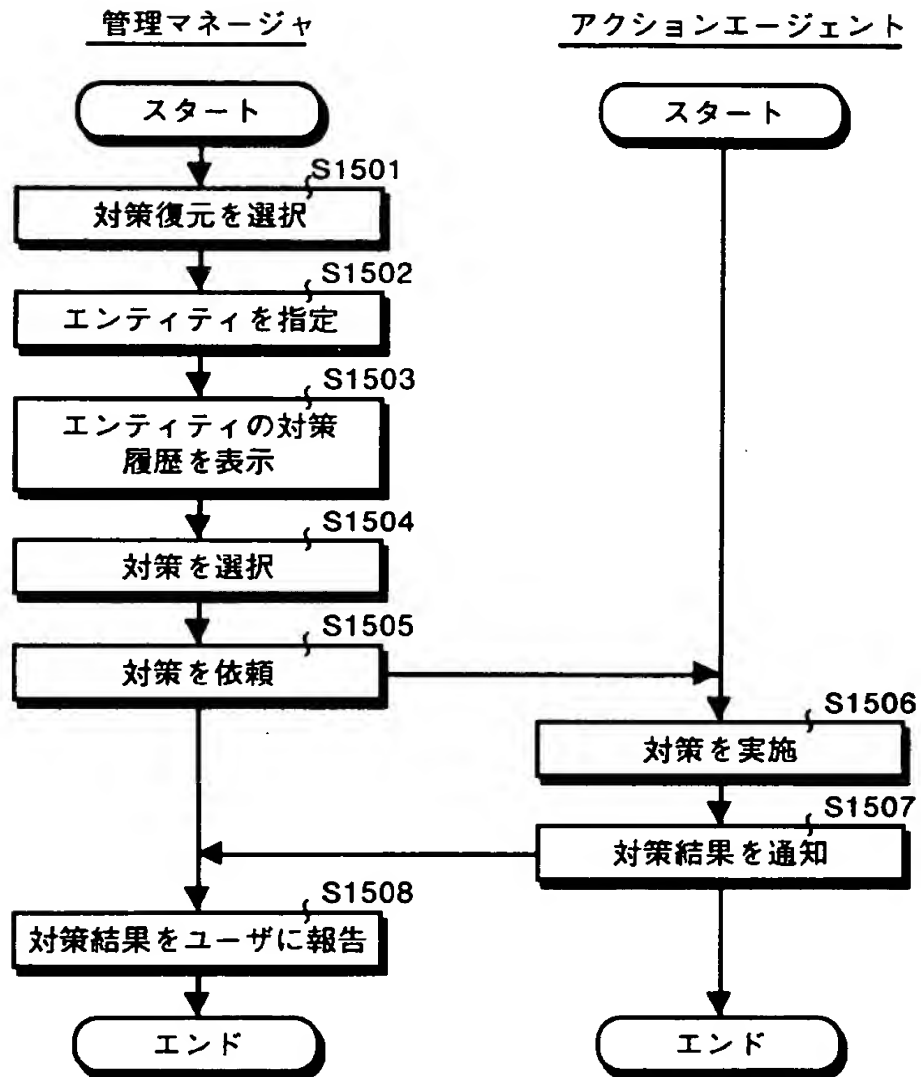 管理マネージャ
アクションエージェント
スタート
スタート
S1501
対策復元を選択
S1502
エンティティを指定
S1503
エンティティの対策
履歴を表示
S1504
対策を選択
S1505
対策を依頼
S1506
対策を実施
S1507
対策結果を通知
S1508
対策結果をユーザに報告
エンド
エンド